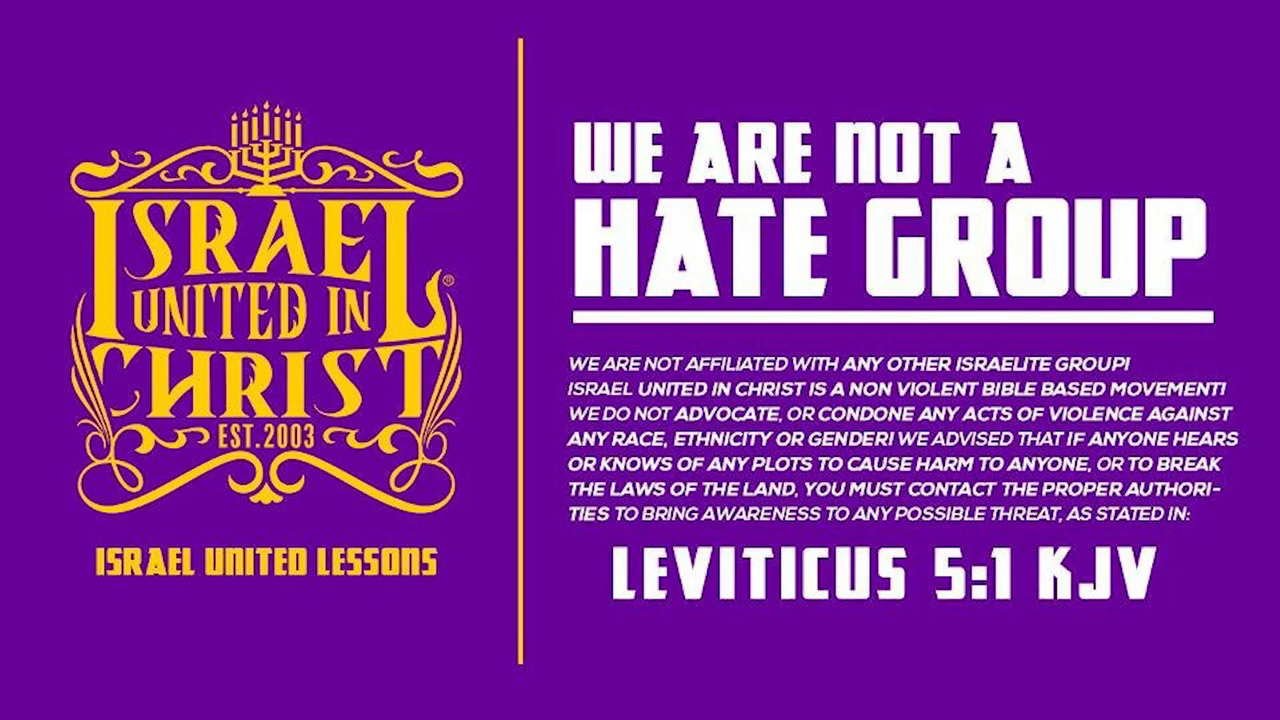 ISRAEL
UNITED IN
CHRIST
®
EST.2003
ISRAEL UNITED LESSONS
WE ARE NOT A
HATE GROUP
WE ARE NOT AFFILIATED WITH ANY OTHER ISRAELITE GROUP!
ISRAEL UNITED IN CHRIST IS A NON VIOLENT BIBLE BASED MOVEMENT!
WE DO NOT ADVOCATE, OR CONDONE ANY ACTS OF VIOLENCE AGAINST
ANY RACE, ETHNICITY OR GENDER! WE ADVISED THAT IF ANYONE HEARS
OR KNOWS OF ANY PLOTS TO CAUSE HARM TO ANYONE, OR TO BREAK
THE LAWS OF THE LAND, YOU MUST CONTACT THE PROPER AUTHORI-
TIES TO BRING AWARENESS TO ANY POSSIBLE THREAT, AS STATED IN:
LEVITICUS 5:1 KJV